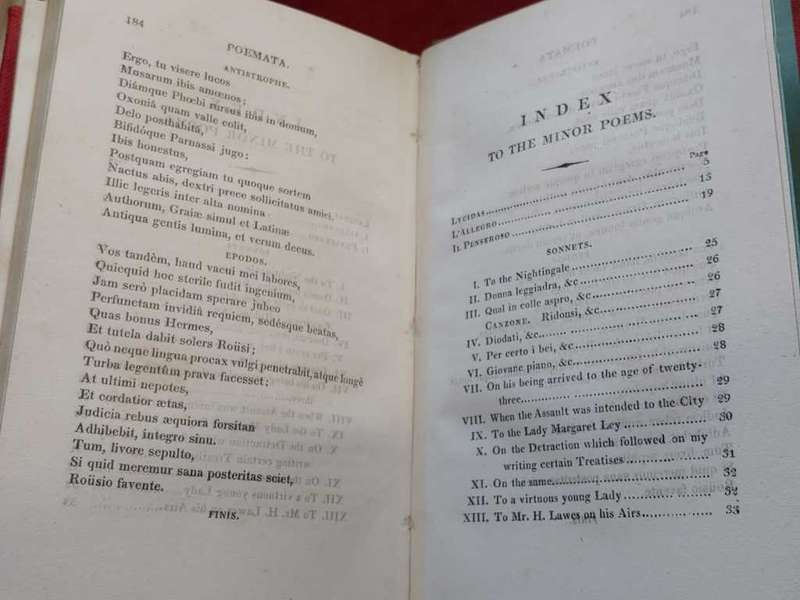 184
POEMATA.
ANTISTROPHE.
Ergo, tu visere lucos
Musarum ibis amœnos;
Diámque Phœbi rursus ibis in domum,
Oxoniâ quam valle colit,
Delo posthabitâ,
Bifidóque Parnassi jugo:
Ibis honestus,
Postquam egregiam tu quoque sortem
Nactus abis, dextri prece sollicitatus amici.
Illic legeris inter alta nomina
Authorum, Graiæ simul et Latinæ
Antiqua gentis lumina, et verum decus.
EPODOS.
Vos tandèm, haud vacui mei labores,
Quicquid hoc sterile fudit ingenium,
Jam serò placidam sperare jubeo
Perfunctam invidiâ requiem, sedésque beatas,
Quas bonus Hermes,
Et tutela dabit solers Roüsi;
Quò neque lingua procax vulgi penetrabit, atque longè
Turba legentûm prava facesset:
At ultimi nepotes,
Et cordatior ætas,
Judicia rebus æquiora forsitan
Adhibebit, integro sinu.
Tum, livore sepulto,
Si quid meremur sana posteritas sciet,
Roüsio favente.
FINIS.
INDEX
TO THE MINOR POEMS.
Page
LYCIDAS 5
L'ALLEGRO 13
IL PENSEROSO 19
SONNETS.
I. To the Nightingale 25
II. Donna leggiadra, &c 26
III. Qual in colle aspro, &c 26
CANZONE. Ridonsi, &c 27
IV. Diodati, &c 27
V. Per certo i bei, &c 28
VI. Giovane piano, &c 28
VII. On his being arrived to the age of twenty-
three 29
VIII. When the Assault was intended to the City 29
IX. To the Lady Margaret Ley 30
X. On the Detraction which followed on my
writing certain Treatises 31
XI. On the same 32
XII. To a virtuous young Lady 32
XIII. To Mr. H. Lawes on his Airs 33